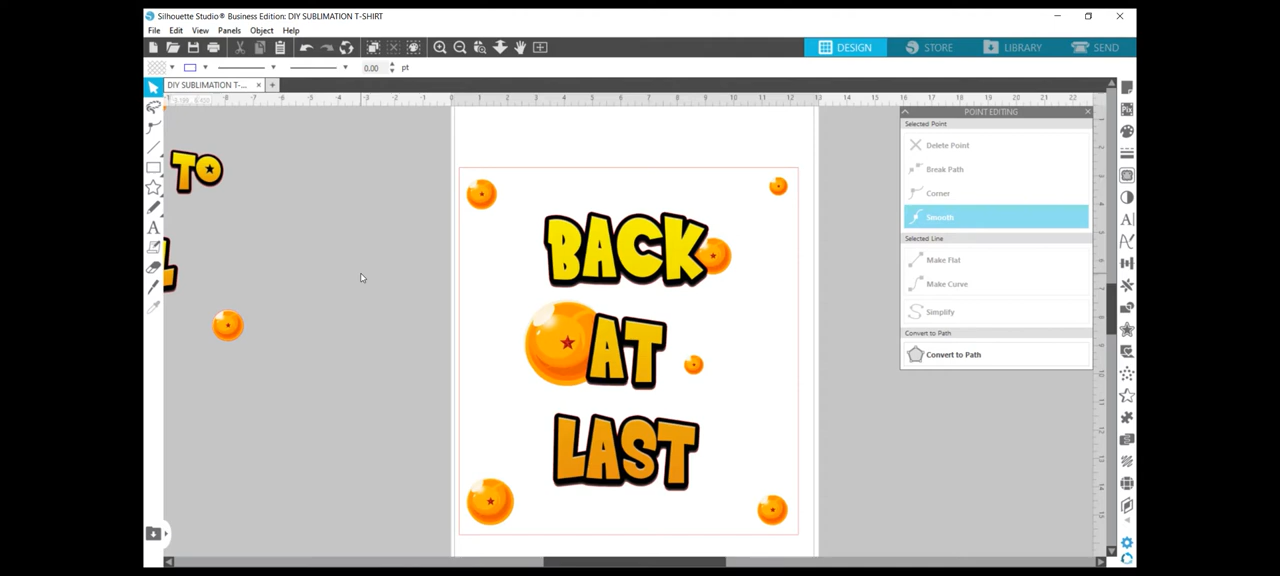 Silhouette Studio® Business Edition: DIY SUBLIMATION T-SHIRT
File Edit View Panels Object Help
DESIGN STORE LIBRARY SEND
0.00 pt
DIY SUBLIMATION T-...
POINT EDITING
Selected Point
Delete Point
Break Path
Corner
Smooth
Selected Line
Make Flat
Make Curve
Simplify
Convert to Path
Convert to Path
TO
BACK
AT
LAST